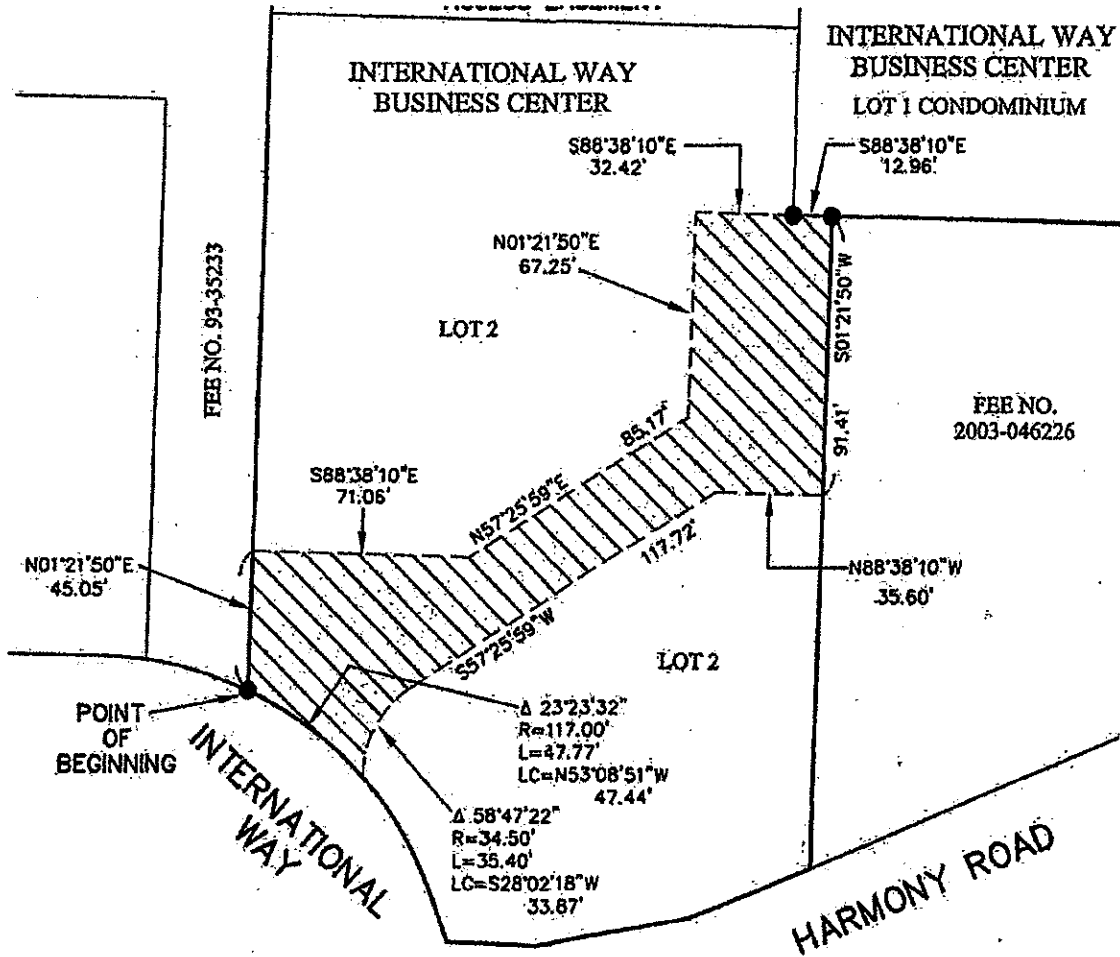 INTERNATIONAL WAY
BUSINESS CENTER
INTERNATIONAL WAY
BUSINESS CENTER
LOT 1 CONDOMINIUM
S88°38'10"E
32.42'
S88°38'10"E
12.96'
N01°21'50"E
67.25'
S01°21'50"W
91.41'
FEE NO. 93-35233
LOT 2
FEE NO.
2003-046226
85.17'
N57°25'59"E
S88°38'10"E
71.06'
117.72'
S57°25'59"W
N01°21'50"E
45.05'
N88°38'10"W
35.60'
LOT 2
POINT
OF
BEGINNING
Δ 23°23'32"
R=117.00'
L=47.77'
LC=N53°08'51"W
47.44'
INTERNATIONAL
WAY
Δ 58°47'22"
R=34.50'
L=35.40'
LC=S28°02'18"W
33.87'
HARMONY ROAD